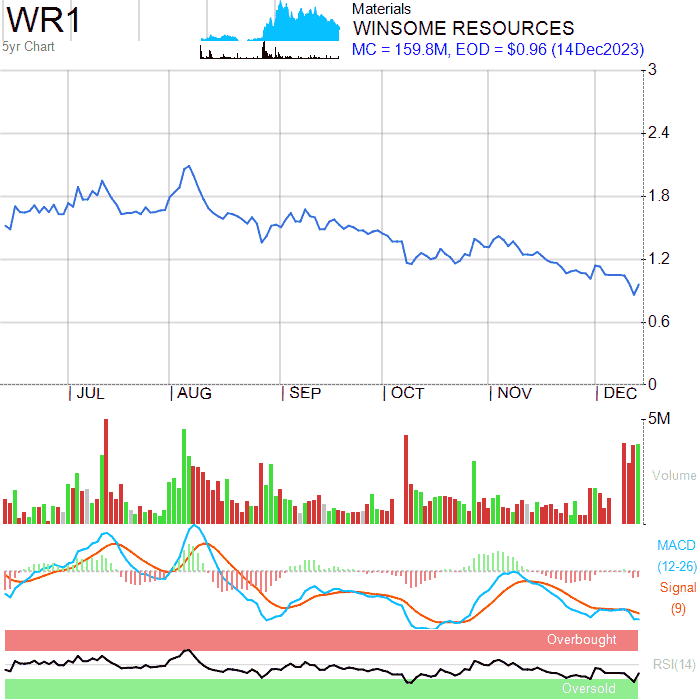 WR1
5yr Chart
Materials
WINSOME RESOURCES
MC = 159.8M, EOD = $0.96 (14Dec2023)
3
2.4
1.8
1.2
0.6
0
JUL AUG SEP OCT NOV DEC
5M
Volume
MACD
(12-26)
Signal
(9)
Overbought
RSI(14)
Oversold